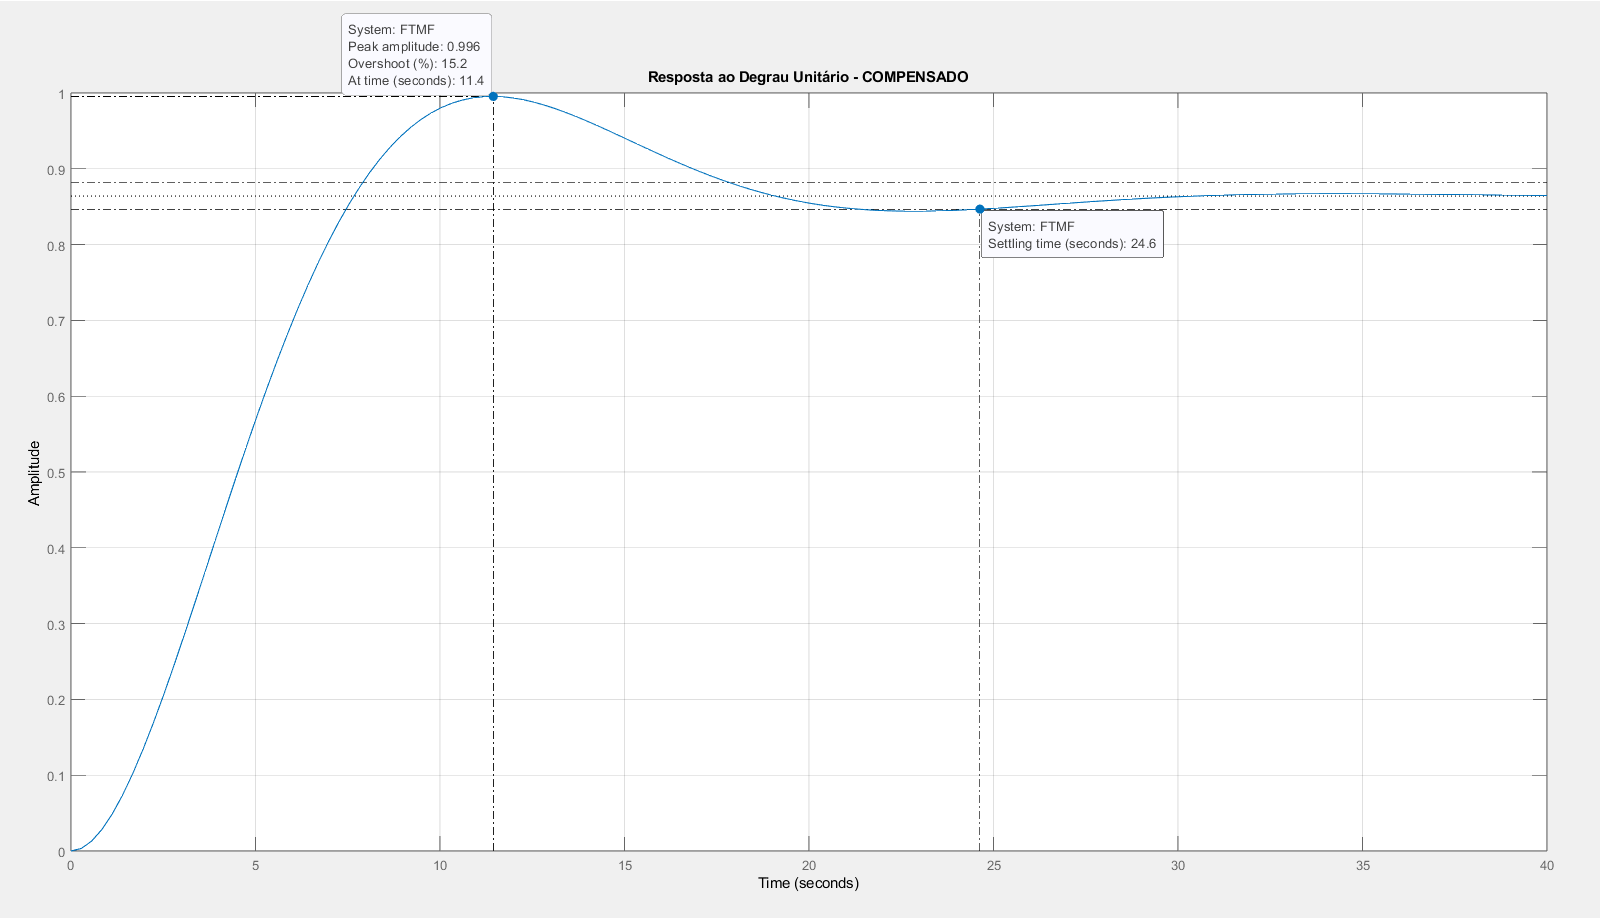 System: FTMF
Peak amplitude: 0.996
Overshoot (%): 15.2
At time (seconds): 11.4
Resposta ao Degrau Unitário - COMPENSADO
1
0.9
0.8
0.7
0.6
0.5
0.4
0.3
0.2
0.1
0
Amplitude
System: FTMF
Settling time (seconds): 24.6
0 5 10 15 20 25 30 35 40
Time (seconds)